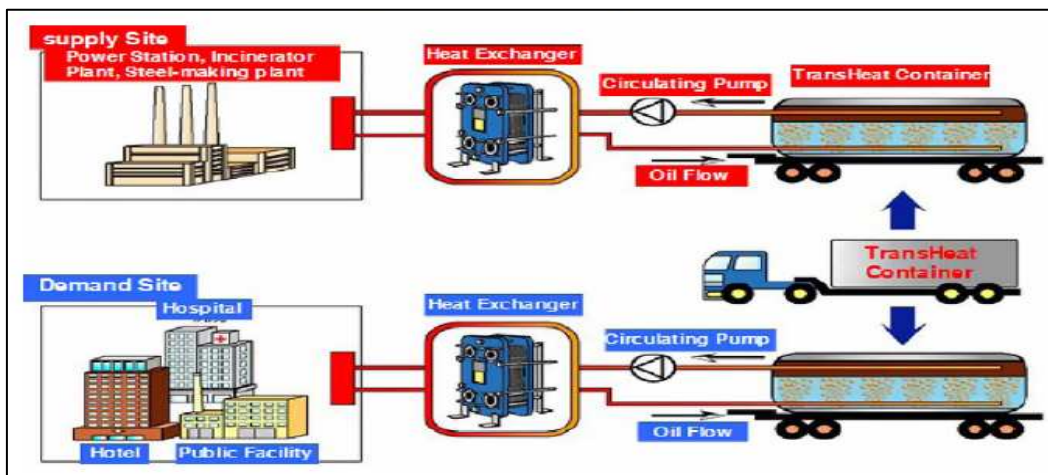 supply Site
Power Station, Incinerator
Plant, Steel-making plant
Heat Exchanger
Circulating Pump
TransHeat Container
Oil Flow
TransHeat
Container
Demand Site
Hospital
Heat Exchanger
Circulating Pump
Oil Flow
Hotel
Public Facility